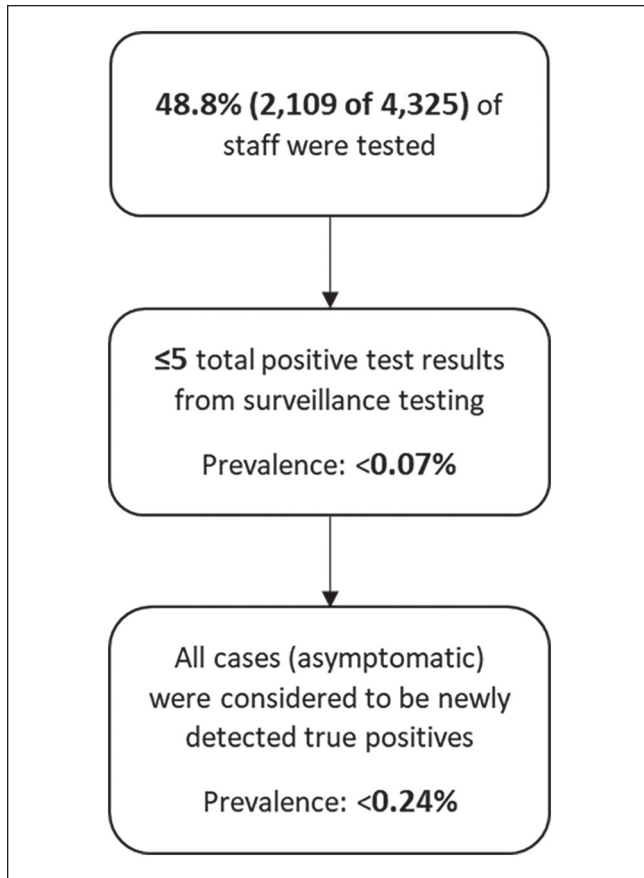 48.8% (2,109 of 4,325) of
staff were tested
≤5 total positive test results
from surveillance testing
Prevalence: <0.07%
All cases (asymptomatic)
were considered to be newly
detected true positives
Prevalence: <0.24%